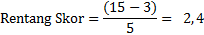 Rentang Skor = (15 − 3) / 5 = 2,4